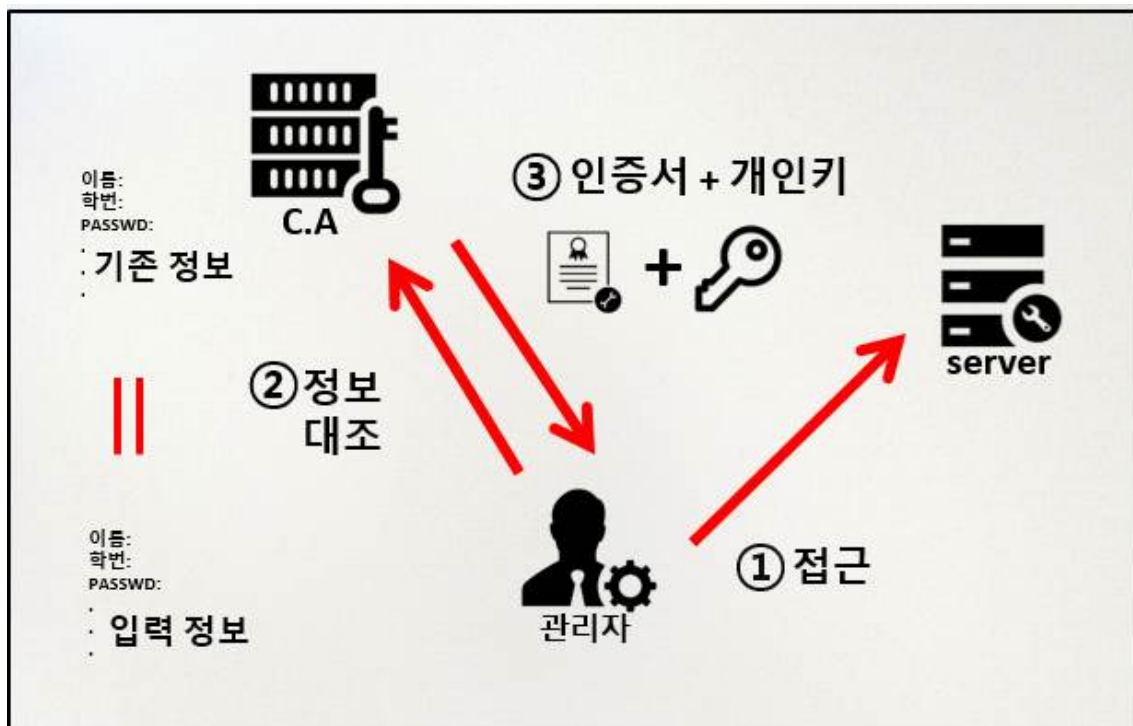 이름:
학번:
PASSWD:
.
. 기존 정보
.
C.A
③ 인증서 + 개인키
+
server
② 정보
대조
||
이름:
학번:
PASSWD:
.
. 입력 정보
.
관리자
① 접근